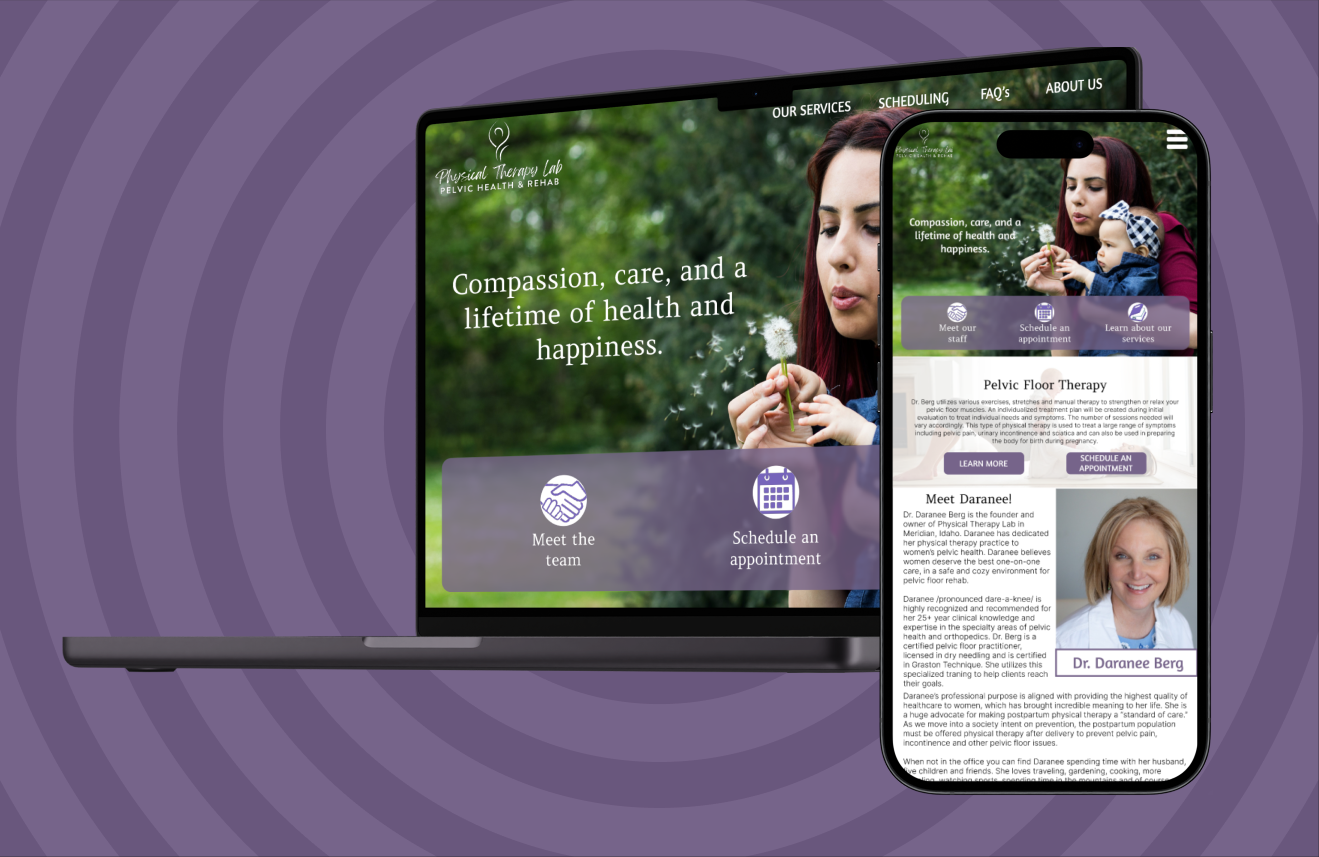 OUR SERVICES
SCHEDULING
FAQ's
ABOUT US
Physical Therapy Lab
PELVIC HEALTH & REHAB
Compassion, care, and a
lifetime of health and
happiness.
Meet the
team
Schedule an
appointment
Physical Therapy Lab
PELVIC HEALTH & REHAB
Compassion, care, and a
lifetime of health and
happiness.
Meet our
staff
Schedule an
appointment
Learn about our
services
Pelvic Floor Therapy
Dr. Berg utilizes various exercises, stretches and manual therapy to strengthen or relax your
pelvic floor muscles. An individualized treatment plan will be created during initial
evaluation to treat individual needs and symptoms. The number of sessions needed will
vary accordingly. This type of physical therapy is used to treat a large range of symptoms
including pelvic pain, urinary incontinence and sciatica and can also be used in preparing
the body for birth during pregnancy.
LEARN MORE
SCHEDULE AN
APPOINTMENT
Meet Daranee!
Dr. Daranee Berg is the founder and
owner of Physical Therapy Lab in
Meridian, Idaho. Daranee has dedicated
her physical therapy practice to
women's pelvic health. Daranee believes
women deserve the best one-on-one
care, in a safe and cozy environment for
pelvic floor rehab.
Daranee /pronounced dare-a-knee/ is
highly recognized and recommended for
her 25+ year clinical knowledge and
expertise in the specialty areas of pelvic
health and orthopedics. Dr. Berg is a
certified pelvic floor practitioner,
licensed in dry needling and is certified
in Graston Technique. She utilizes this
specialized traning to help clients reach
their goals.
Dr. Daranee Berg
Daranee's professional purpose is aligned with providing the highest quality of
healthcare to women, which has brought incredible meaning to her life. She is
a huge advocate for making postpartum physical therapy a "standard of care."
As we move into a society intent on prevention, the postpartum population
must be offered physical therapy after delivery to prevent pelvic pain,
incontinence and other pelvic floor issues.
When not in the office you can find Daranee spending time with her husband,
five children and friends. She loves traveling, gardening, cooking, more
watching sports, spending time in the mountains and of course